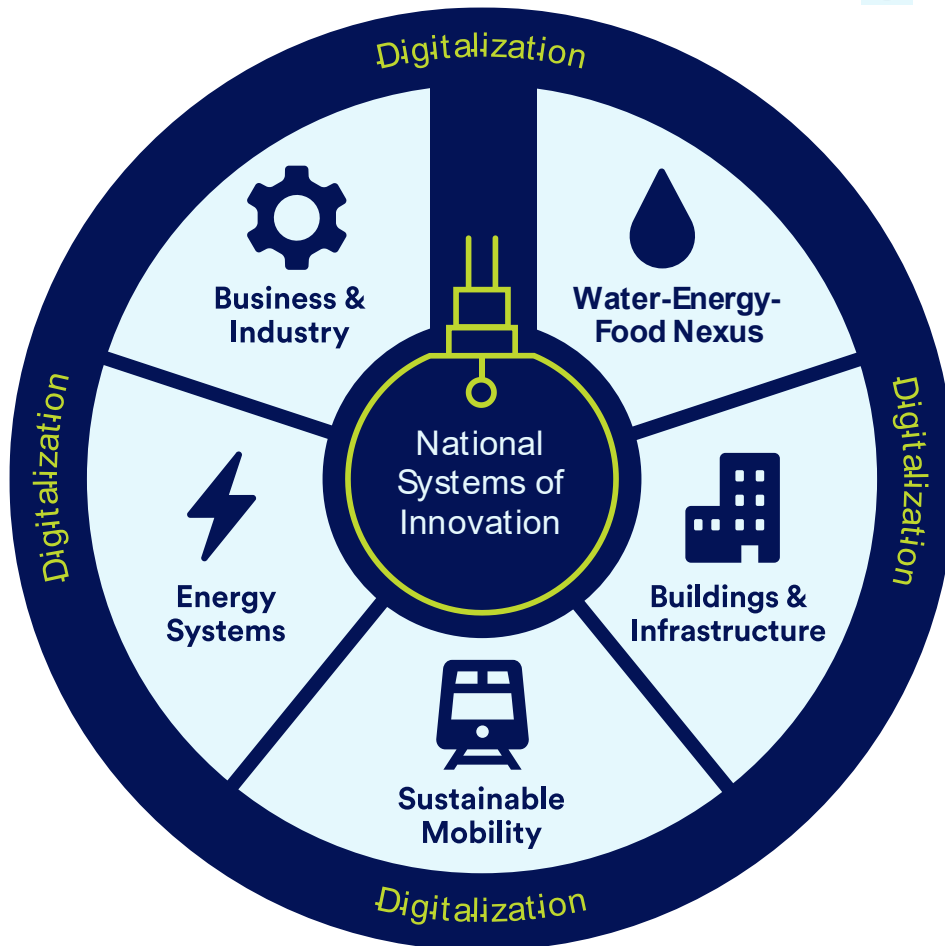 Digitalization
Business &
Industry
Water-Energy-
Food Nexus
Digitalization
National
Systems of
Innovation
Digitalization
Energy
Systems
Buildings &
Infrastructure
Sustainable
Mobility
Digitalization